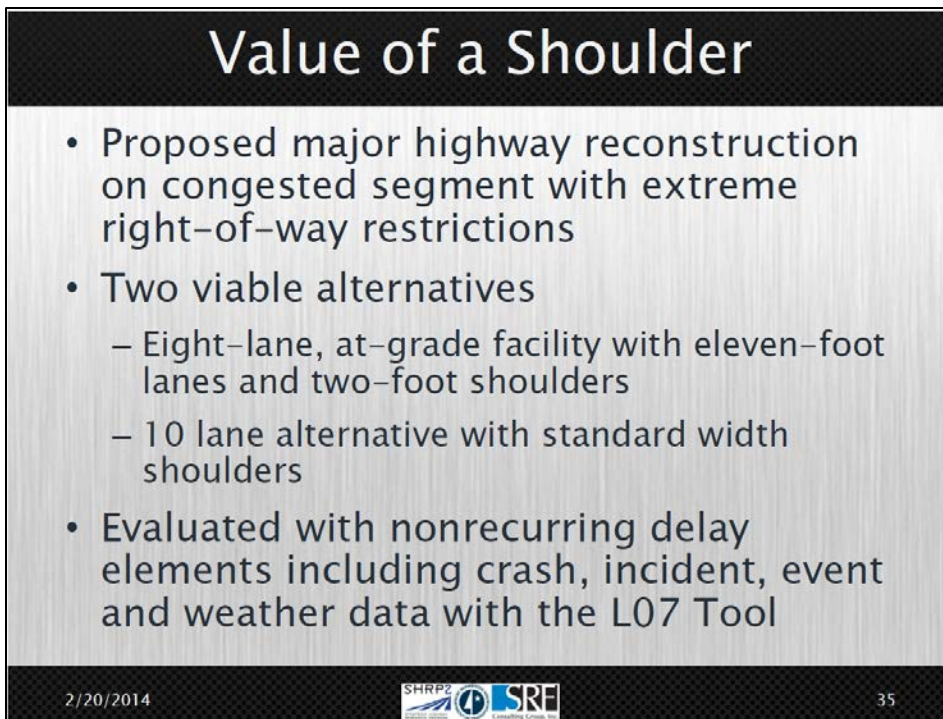 Value of a Shoulder
• Proposed major highway reconstruction
on congested segment with extreme
right-of-way restrictions
• Two viable alternatives
– Eight-lane, at-grade facility with eleven-foot
lanes and two-foot shoulders
– 10 lane alternative with standard width
shoulders
• Evaluated with nonrecurring delay
elements including crash, incident, event
and weather data with the L07 Tool
2/20/2014
SHRP2
SRF
Consulting Group, Inc.
35